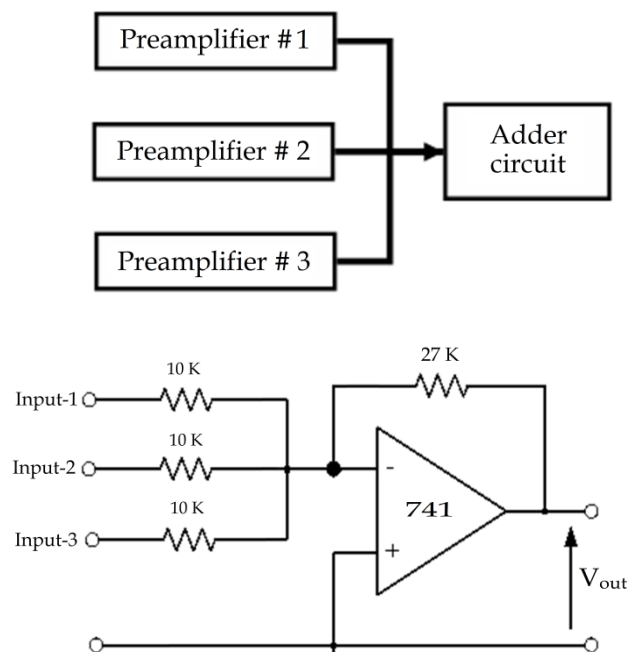 Preamplifier # 1
Preamplifier # 2
Adder
circuit
Preamplifier # 3
10 K
27 K
Input-1
10 K
Input-2
-
10 K
741
Input-3
+
Vout